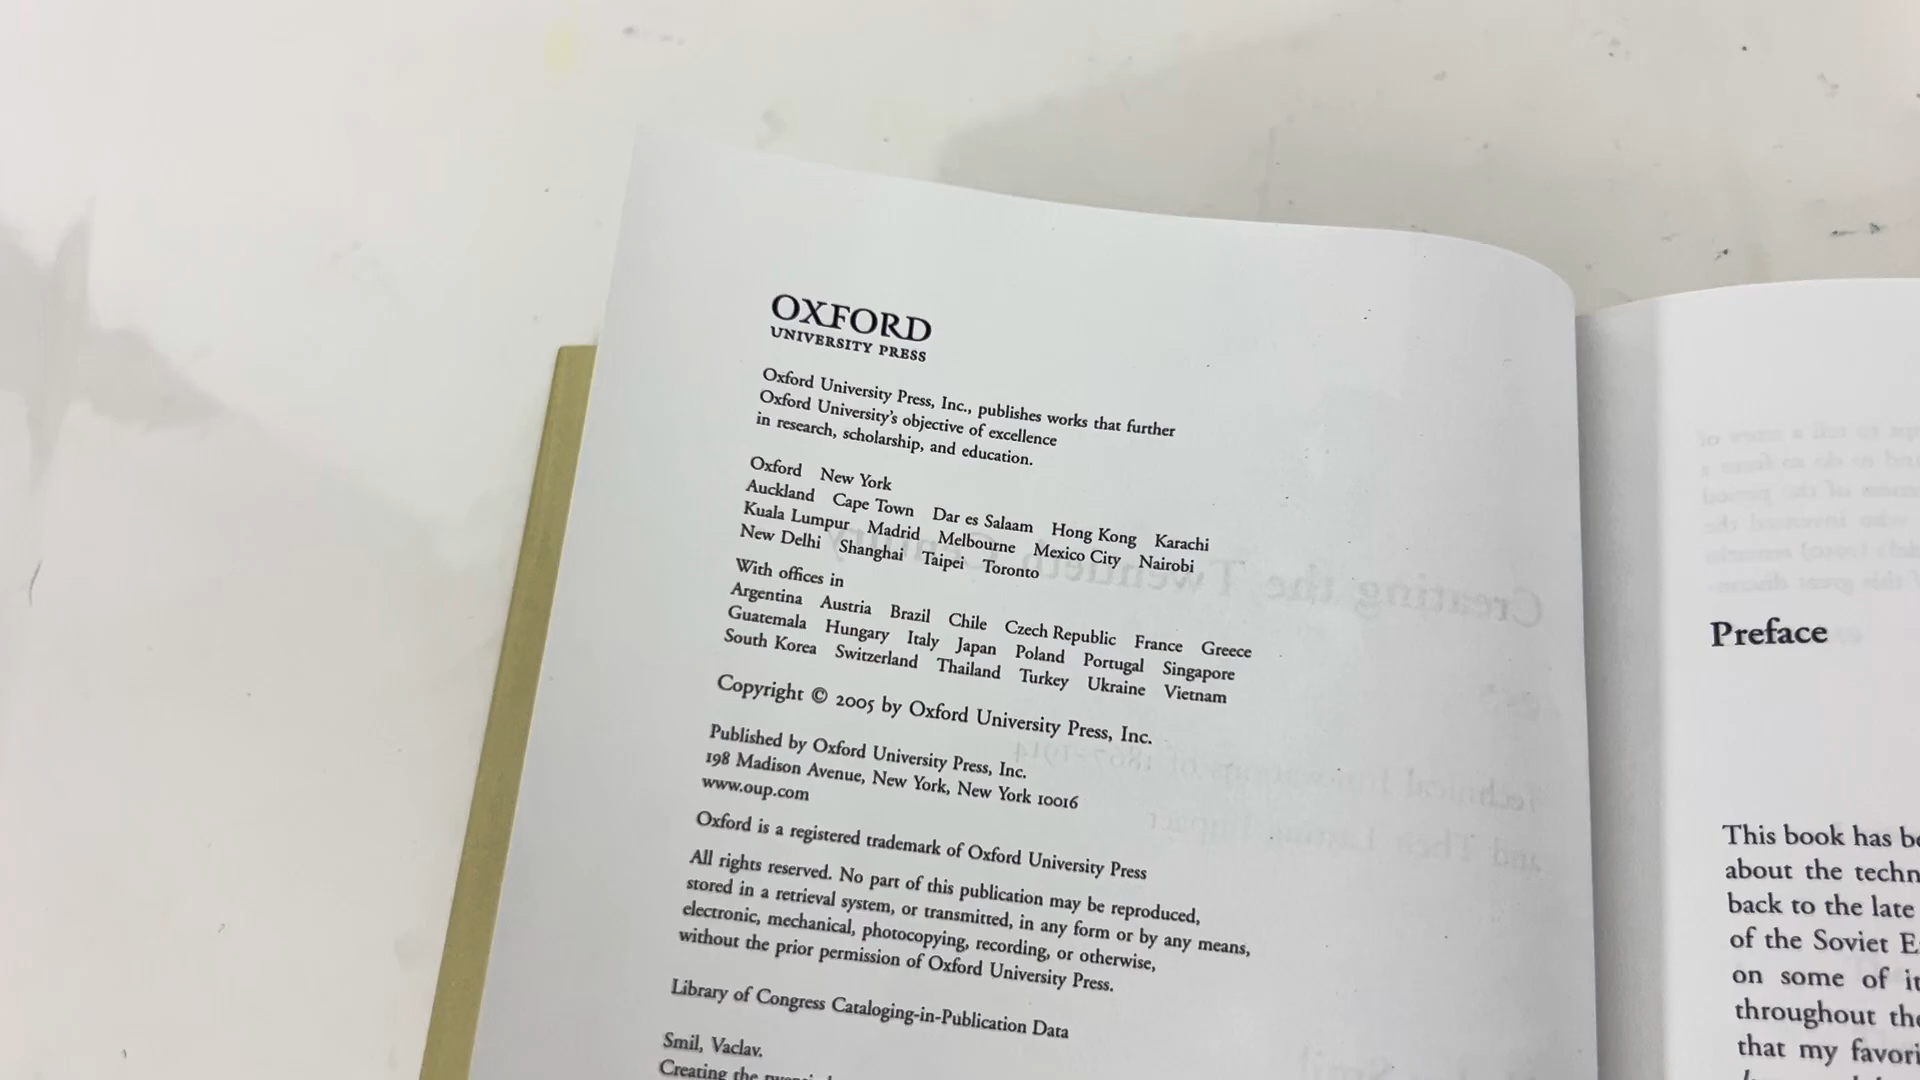 OXFORD
UNIVERSITY PRESS
Oxford University Press, Inc., publishes works that further
Oxford University's objective of excellence
in research, scholarship, and education.
Oxford New York
Auckland Cape Town Dar es Salaam Hong Kong Karachi
Kuala Lumpur Madrid Melbourne Mexico City Nairobi
New Delhi Shanghai Taipei Toronto
With offices in
Argentina Austria Brazil Chile Czech Republic France Greece
Guatemala Hungary Italy Japan Poland Portugal Singapore
South Korea Switzerland Thailand Turkey Ukraine Vietnam
Copyright © 2005 by Oxford University Press, Inc.
Published by Oxford University Press, Inc.
198 Madison Avenue, New York, New York 10016
www.oup.com
Oxford is a registered trademark of Oxford University Press
All rights reserved. No part of this publication may be reproduced,
stored in a retrieval system, or transmitted, in any form or by any means,
electronic, mechanical, photocopying, recording, or otherwise,
without the prior permission of Oxford University Press.
Library of Congress Cataloging-in-Publication Data
Smil, Vaclav.
Creating the
Preface
This book has
about the
back to the late
of the Soviet
on some of
throughout
that my